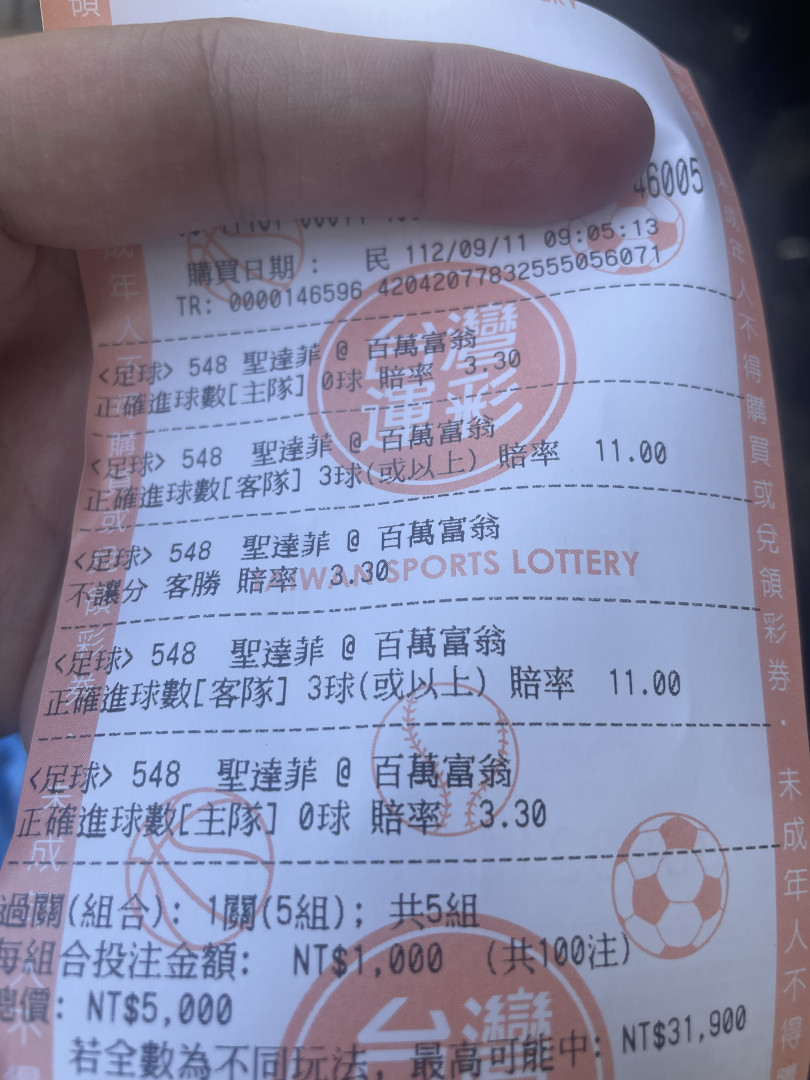 46005
購買日期： 民 112/09/11 09:05:13
TR: 0000146596 42042077832555056071
台灣運彩
<足球> 548 聖達菲 @ 百萬富翁
正確進球數[主隊] 0球 賠率 3.30
<足球> 548 聖達菲 @ 百萬富翁
正確進球數[客隊] 3球(或以上) 賠率 11.00
<足球> 548 聖達菲 @ 百萬富翁
不讓分 客勝 賠率 3.30
TAIWAN SPORTS LOTTERY
<足球> 548 聖達菲 @ 百萬富翁
正確進球數[客隊] 3球(或以上) 賠率 11.00
<足球> 548 聖達菲 @ 百萬富翁
正確進球數[主隊] 0球 賠率 3.30
過關(組合): 1關(5組); 共5組
每組合投注金額: NT$1,000 (共100注)
總價: NT$5,000
若全數為不同玩法, 最高可能中: NT$31,900
台灣
未成年人不得購買或兌領彩券．未成年人不得